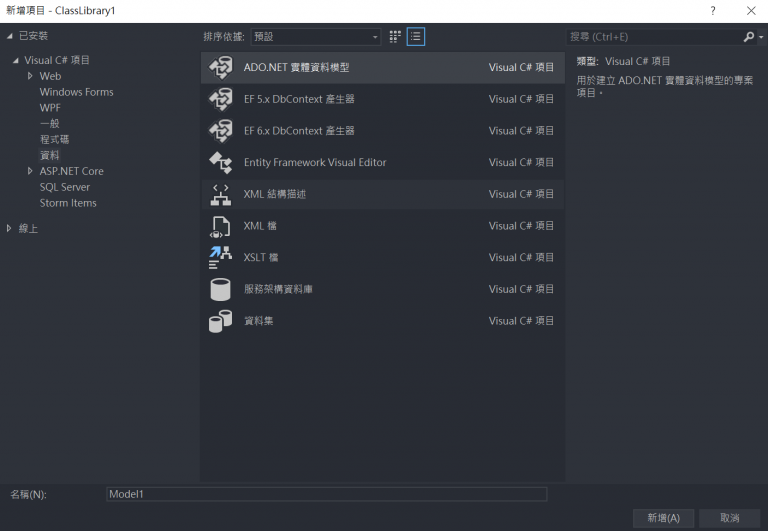 新增項目 - ClassLibrary1
?
已安裝
Visual C# 項目
Web
Windows Forms
WPF
一般
程式碼
資料
ASP.NET Core
SQL Server
Storm Items
線上
排序依據: 預設
ADO.NET 實體資料模型 Visual C# 項目
EF 5.x DbContext 產生器 Visual C# 項目
EF 6.x DbContext 產生器 Visual C# 項目
Entity Framework Visual Editor Visual C# 項目
XML 結構描述 Visual C# 項目
XML 檔 Visual C# 項目
XSLT 檔 Visual C# 項目
服務架構資料庫 Visual C# 項目
資料集 Visual C# 項目
搜尋 (Ctrl+E)
類型: Visual C# 項目
用於建立 ADO.NET 實體資料模型的專案
項目。
名稱(N): Model1
新增(A) 取消